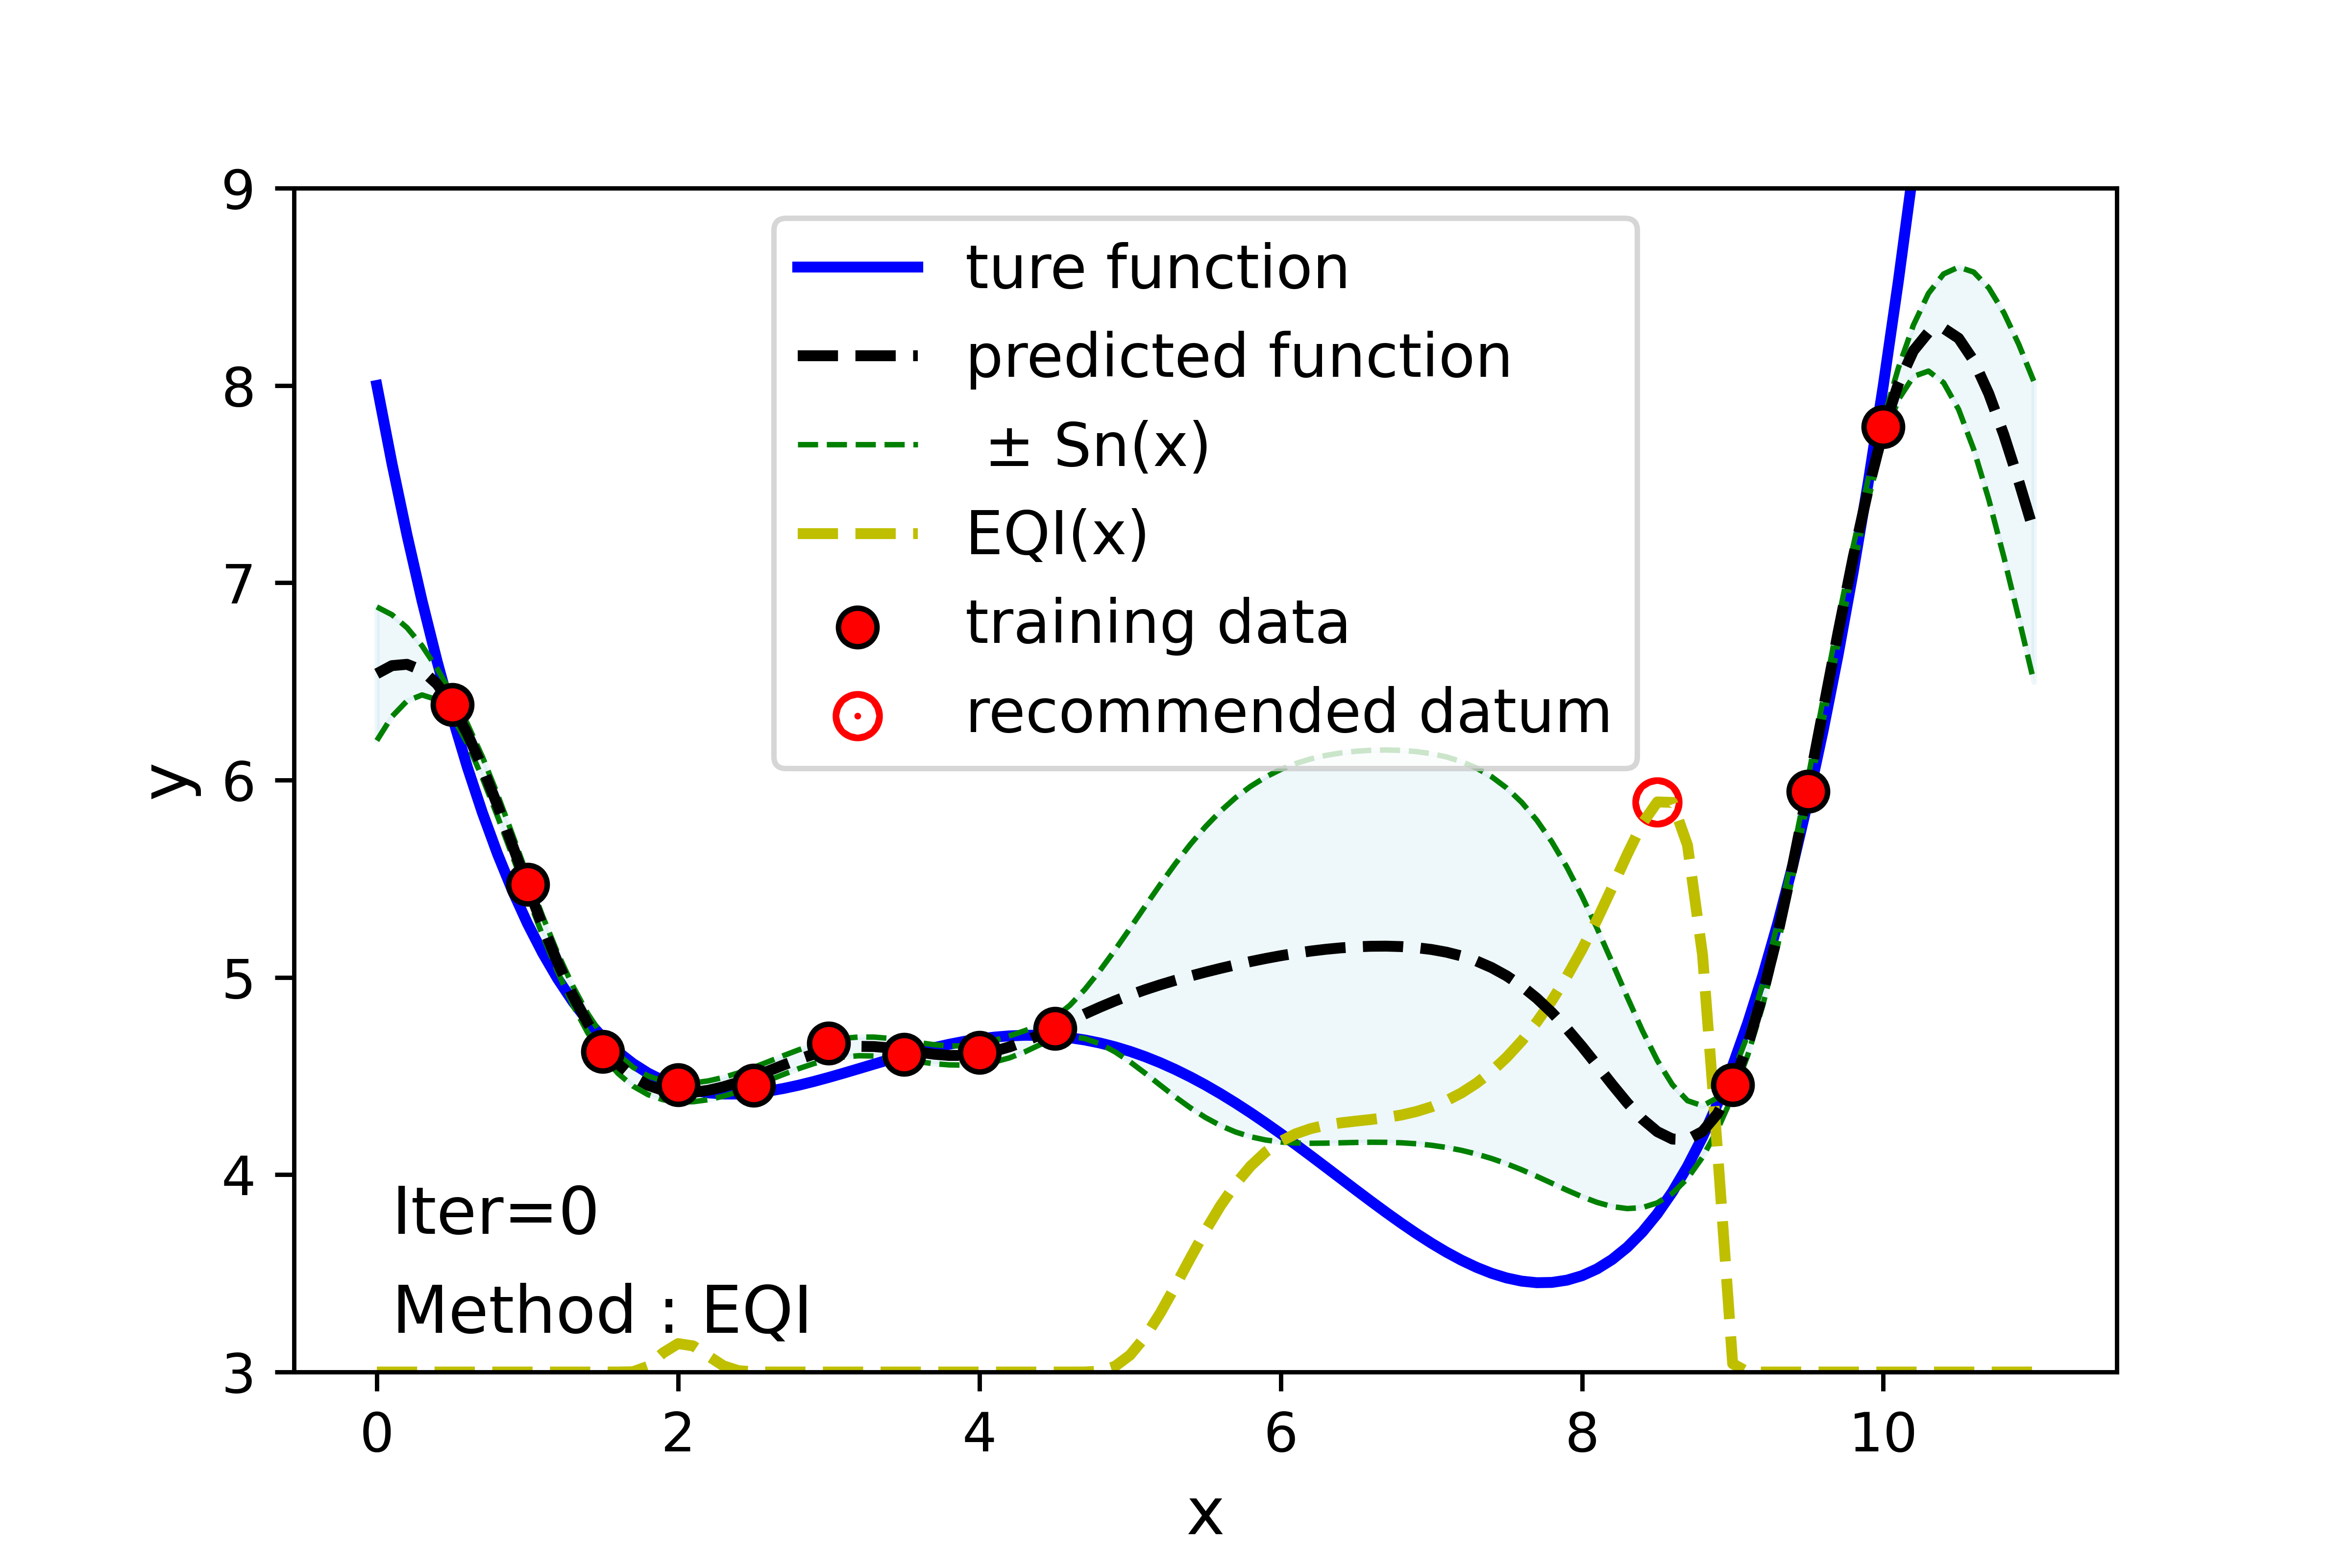 9
8
7
6
5
4
3
y
ture function
predicted function
± Sn(x)
EQI(x)
training data
recommended datum
Iter=0
Method : EQI
0 2 4 6 8 10
x